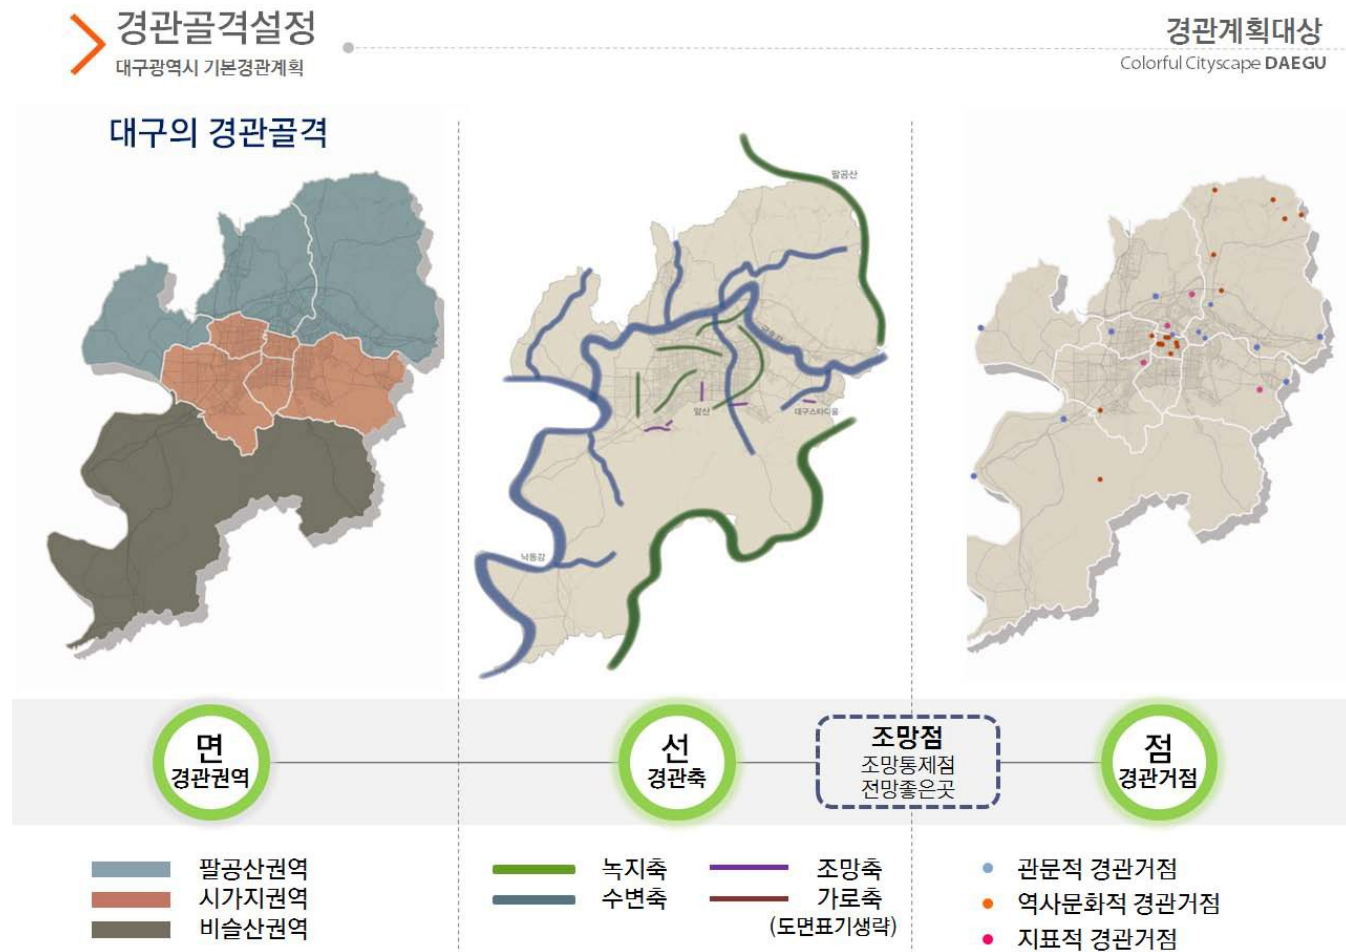 경관골격설정
대구광역시 기본경관계획
경관계획대상
Colorful Cityscape DAEGU
대구의 경관골격
팔공산
금호강
앞산
대구스타디움
낙동강
면
경관권역
선
경관축
조망점
조망통제점
전망좋은곳
점
경관거점
팔공산권역
시가지권역
비슬산권역
녹지축
수변축
조망축
가로축
(도면표기생략)
관문적 경관거점
역사문화적 경관거점
지표적 경관거점